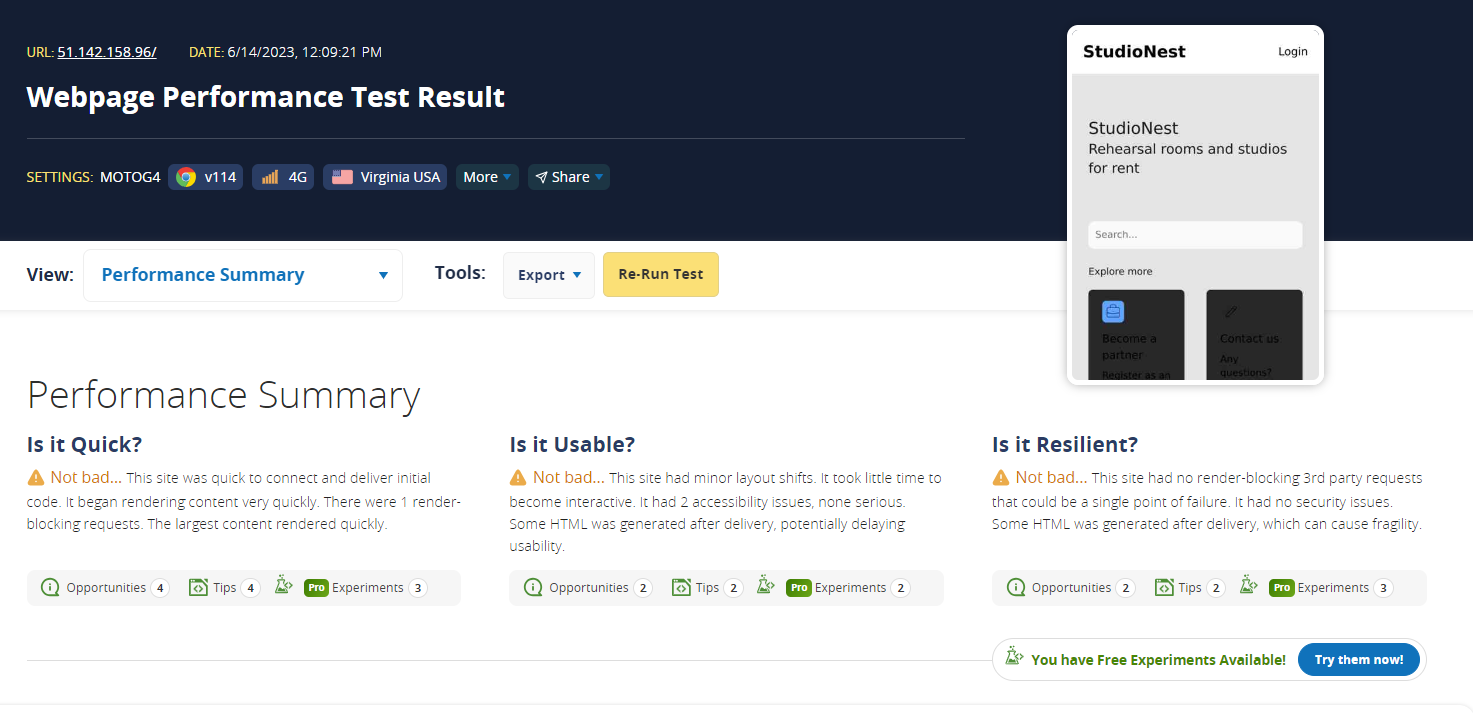 URL: 51.142.158.96/ DATE: 6/14/2023, 12:09:21 PM
Webpage Performance Test Result
SETTINGS: MOTOG4 v114 4G Virginia USA More Share
StudioNest Login
StudioNest
Rehearsal rooms and studios
for rent
Search...
Explore more
Become a
partner
Register as an
Contact us
Any
questions?
View: Performance Summary Tools: Export Re-Run Test
Performance Summary
Is it Quick?
Not bad... This site was quick to connect and deliver initial
code. It began rendering content very quickly. There were 1 render-
blocking requests. The largest content rendered quickly.
Opportunities 4 Tips 4 Pro Experiments 3
Is it Usable?
Not bad... This site had minor layout shifts. It took little time to
become interactive. It had 2 accessibility issues, none serious.
Some HTML was generated after delivery, potentially delaying
usability.
Opportunities 2 Tips 2 Pro Experiments 2
Is it Resilient?
Not bad... This site had no render-blocking 3rd party requests
that could be a single point of failure. It had no security issues.
Some HTML was generated after delivery, which can cause fragility.
Opportunities 2 Tips 2 Pro Experiments 3
You have Free Experiments Available! Try them now!